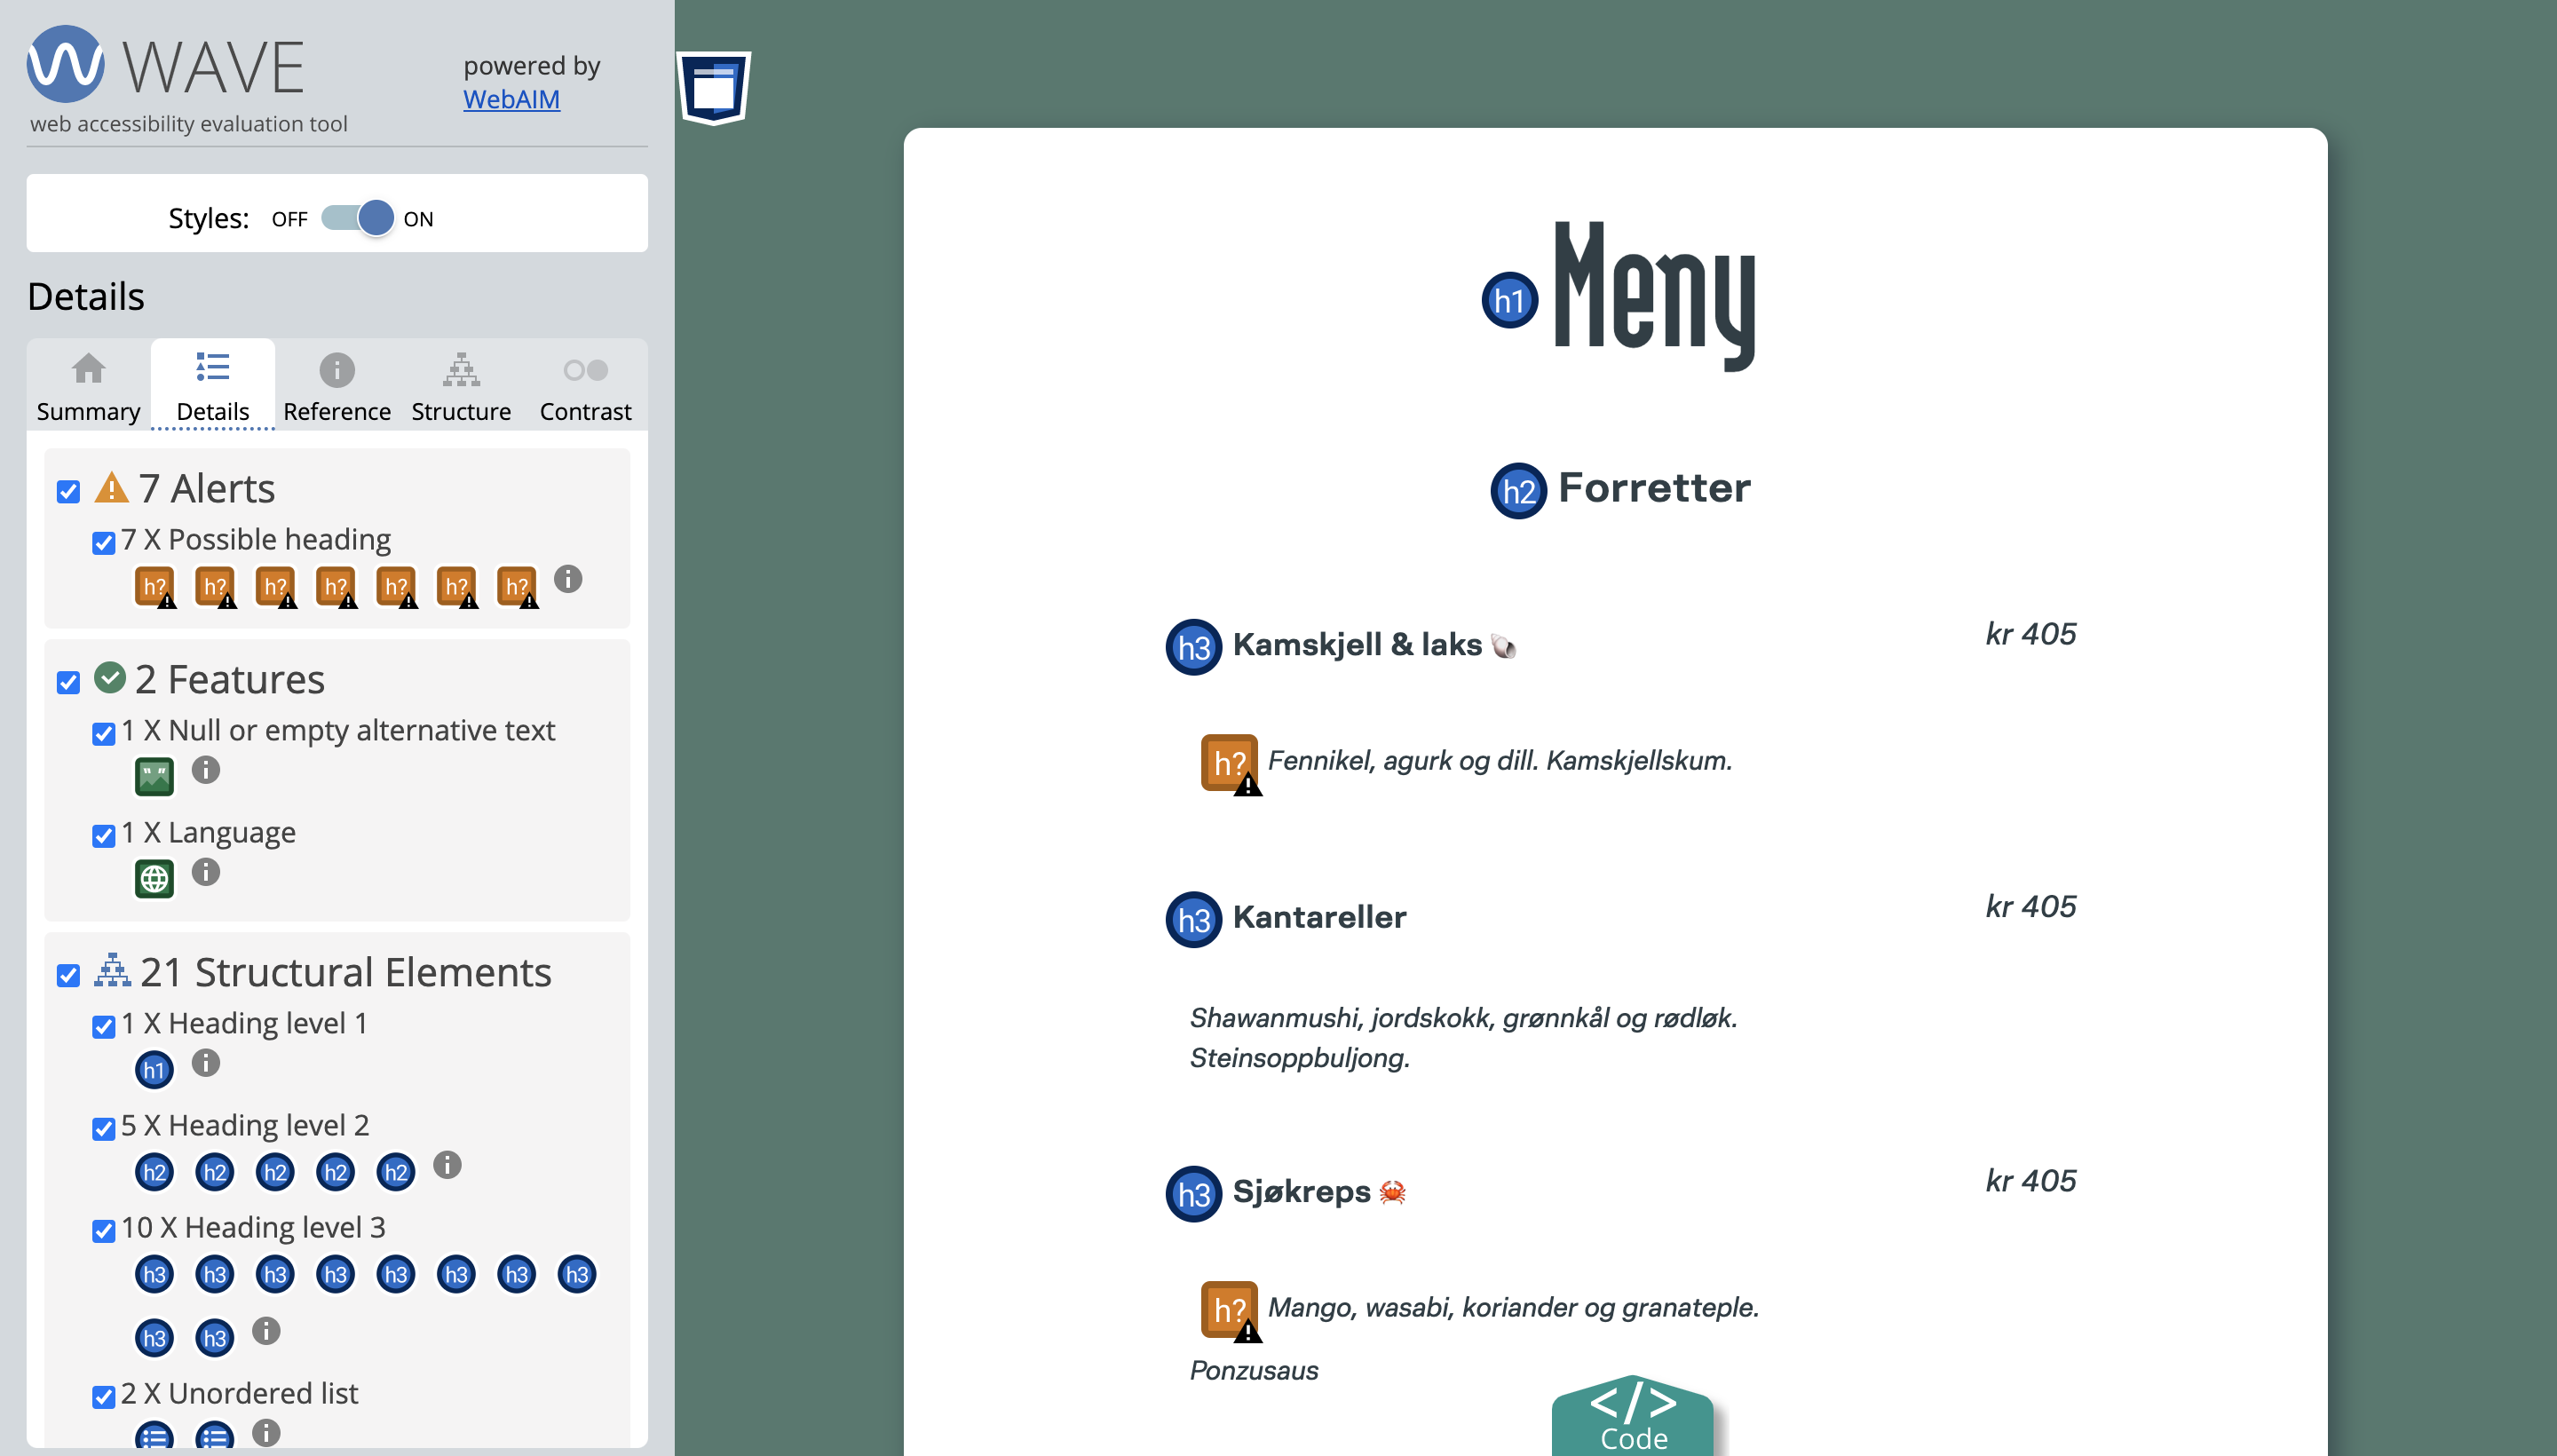 WAVE
powered by
WebAIM
web accessibility evaluation tool
Styles: OFF ON
Details
Summary Details Reference Structure Contrast
7 Alerts
7 X Possible heading
h? h? h? h? h? h? h?
2 Features
1 X Null or empty alternative text
1 X Language
21 Structural Elements
1 X Heading level 1
h1
5 X Heading level 2
h2 h2 h2 h2 h2
10 X Heading level 3
h3 h3 h3 h3 h3 h3 h3 h3
h3 h3
2 X Unordered list
h1 Meny
h2 Forretter
h3 Kamskjell & laks 🐚 kr 405
h? Fennikel, agurk og dill. Kamskjellskum.
h3 Kantareller kr 405
Shawanmushi, jordskokk, grønnkål og rødløk.
Steinsoppbuljong.
h3 Sjøkreps 🦀 kr 405
h? Mango, wasabi, koriander og granateple.
Ponzusaus
</>
Code